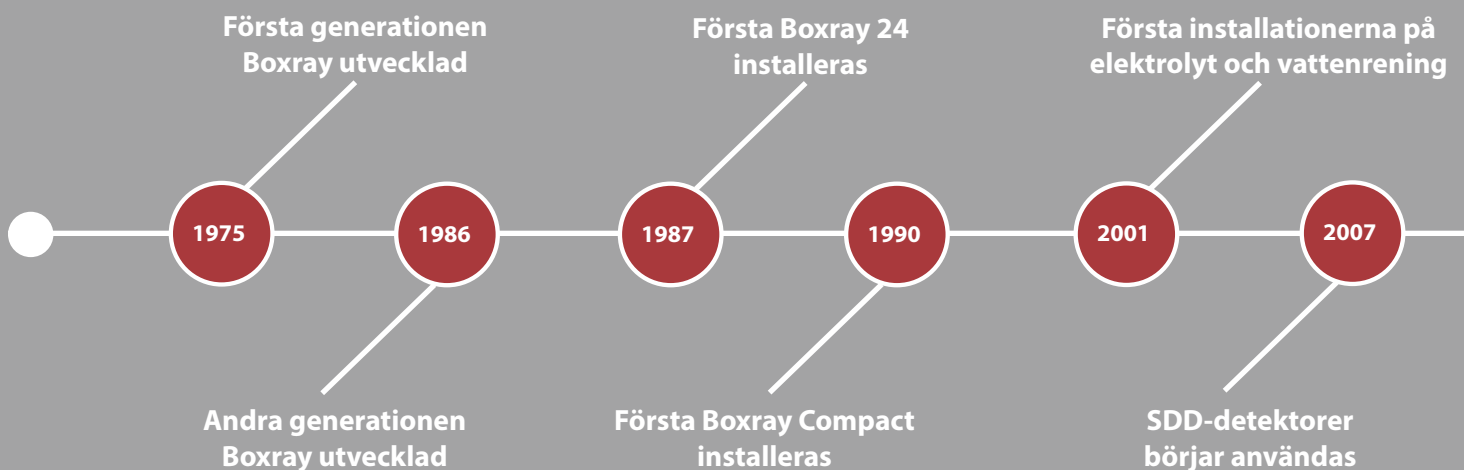 Första generationen
Boxray utvecklad
Första Boxray 24
installeras
Första installationerna på
elektrolyt och vattenrening
1975
1986
1987
1990
2001
2007
Andra generationen
Boxray utvecklad
Första Boxray Compact
installeras
SDD-detektorer
börjar användas